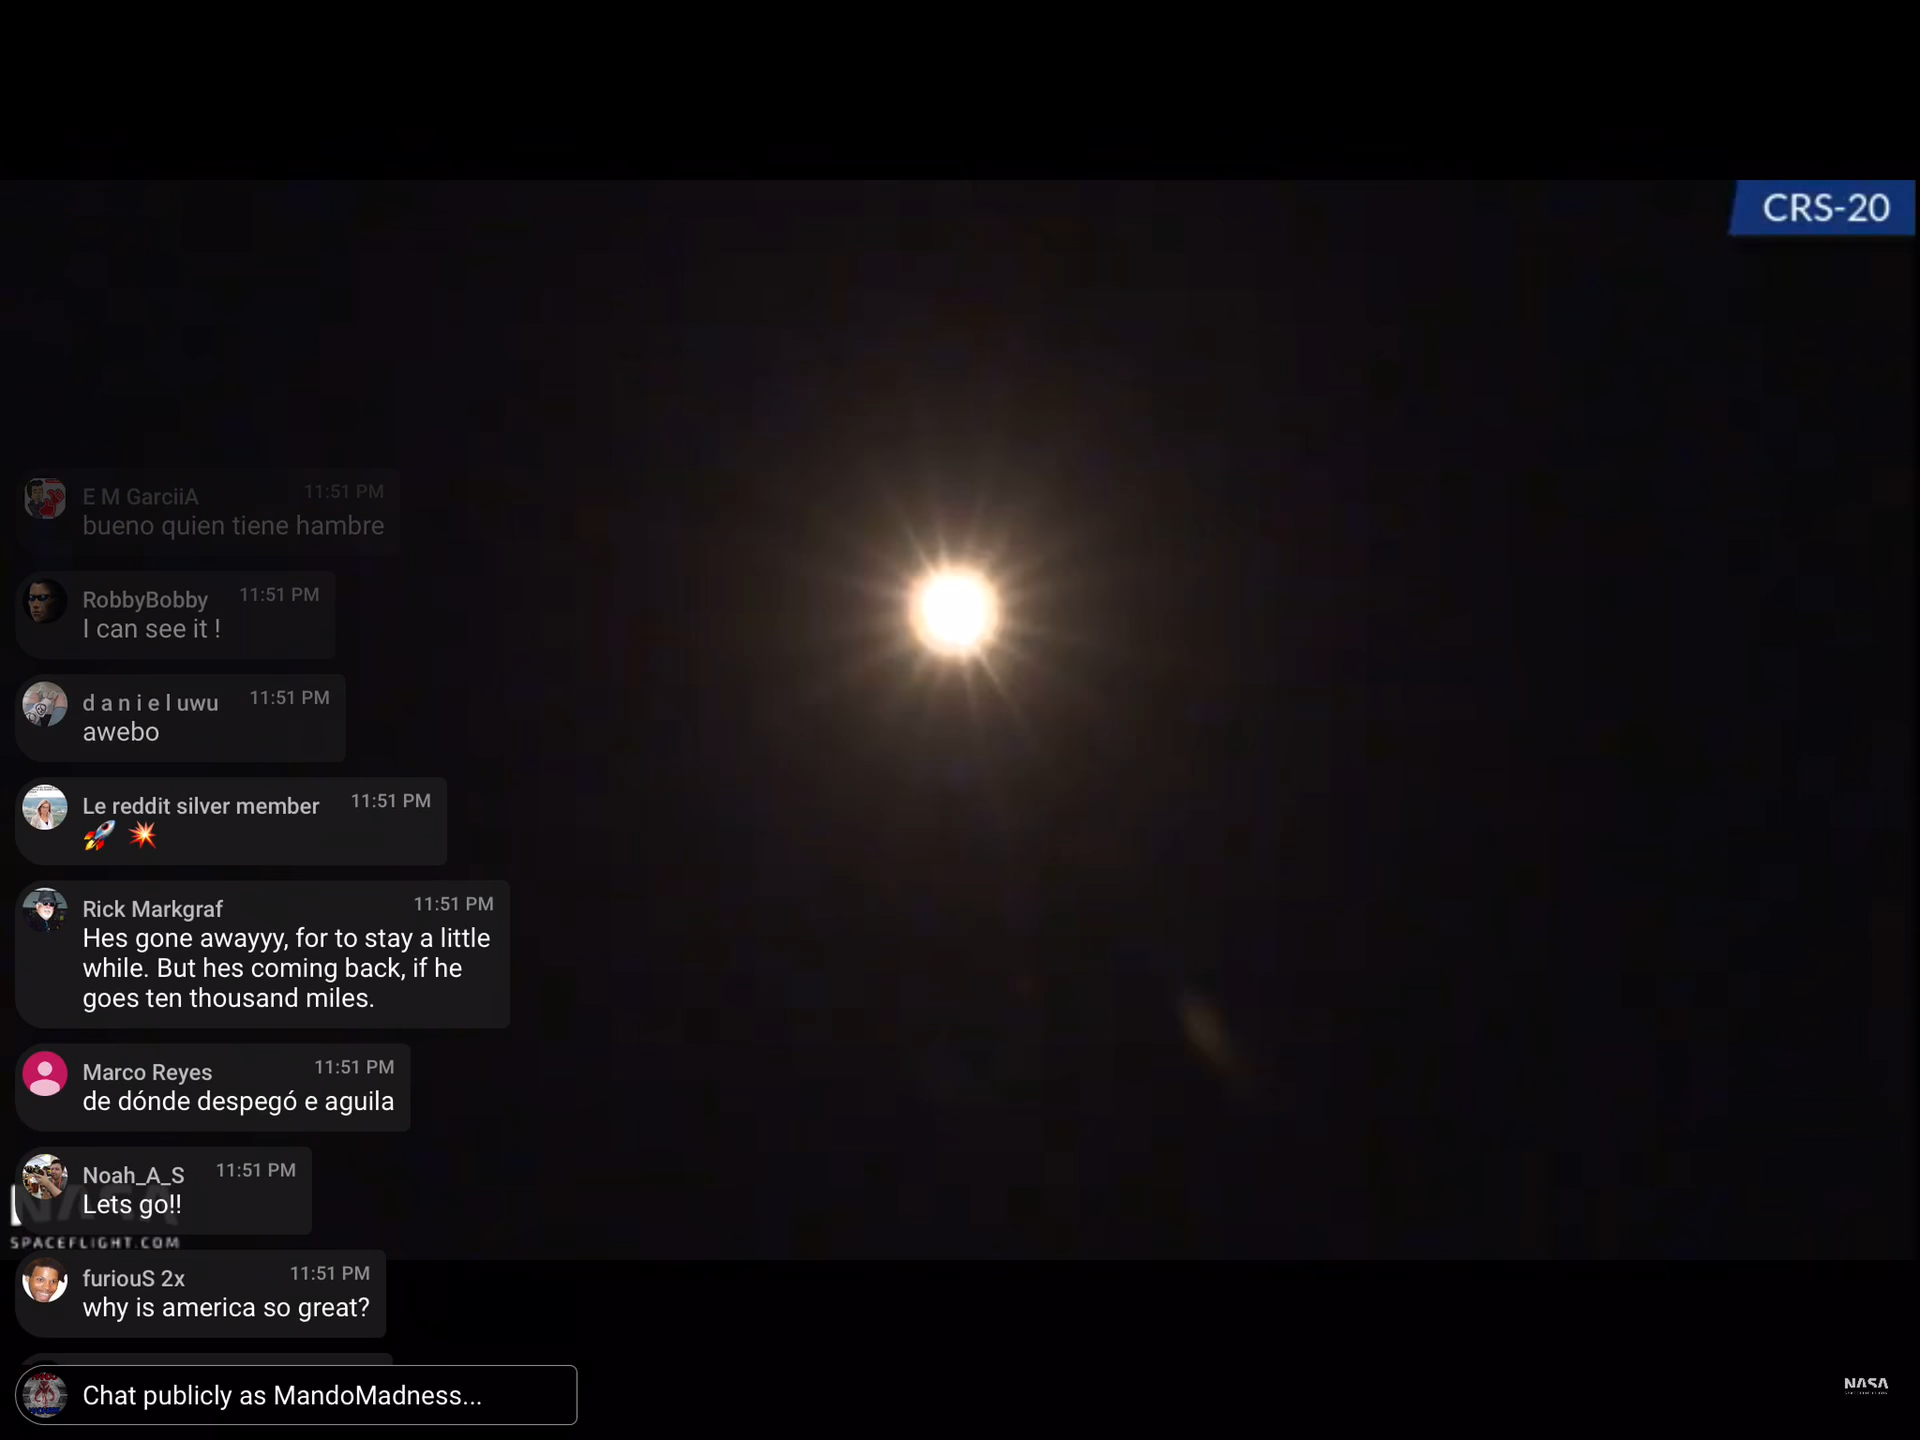 CRS-20
E M GarciiA 11:51 PM
bueno quien tiene hambre
RobbyBobby 11:51 PM
I can see it !
d a n i e l uwu 11:51 PM
awebo
Le reddit silver member 11:51 PM
🚀 💥
Rick Markgraf 11:51 PM
Hes gone awayyy, for to stay a little
while. But hes coming back, if he
goes ten thousand miles.
Marco Reyes 11:51 PM
de dónde despegó e aguila
Noah_A_S 11:51 PM
Lets go!!
NASA
SPACEFLIGHT.COM
furiouS 2x 11:51 PM
why is america so great?
Chat publicly as MandoMadness...
NASA